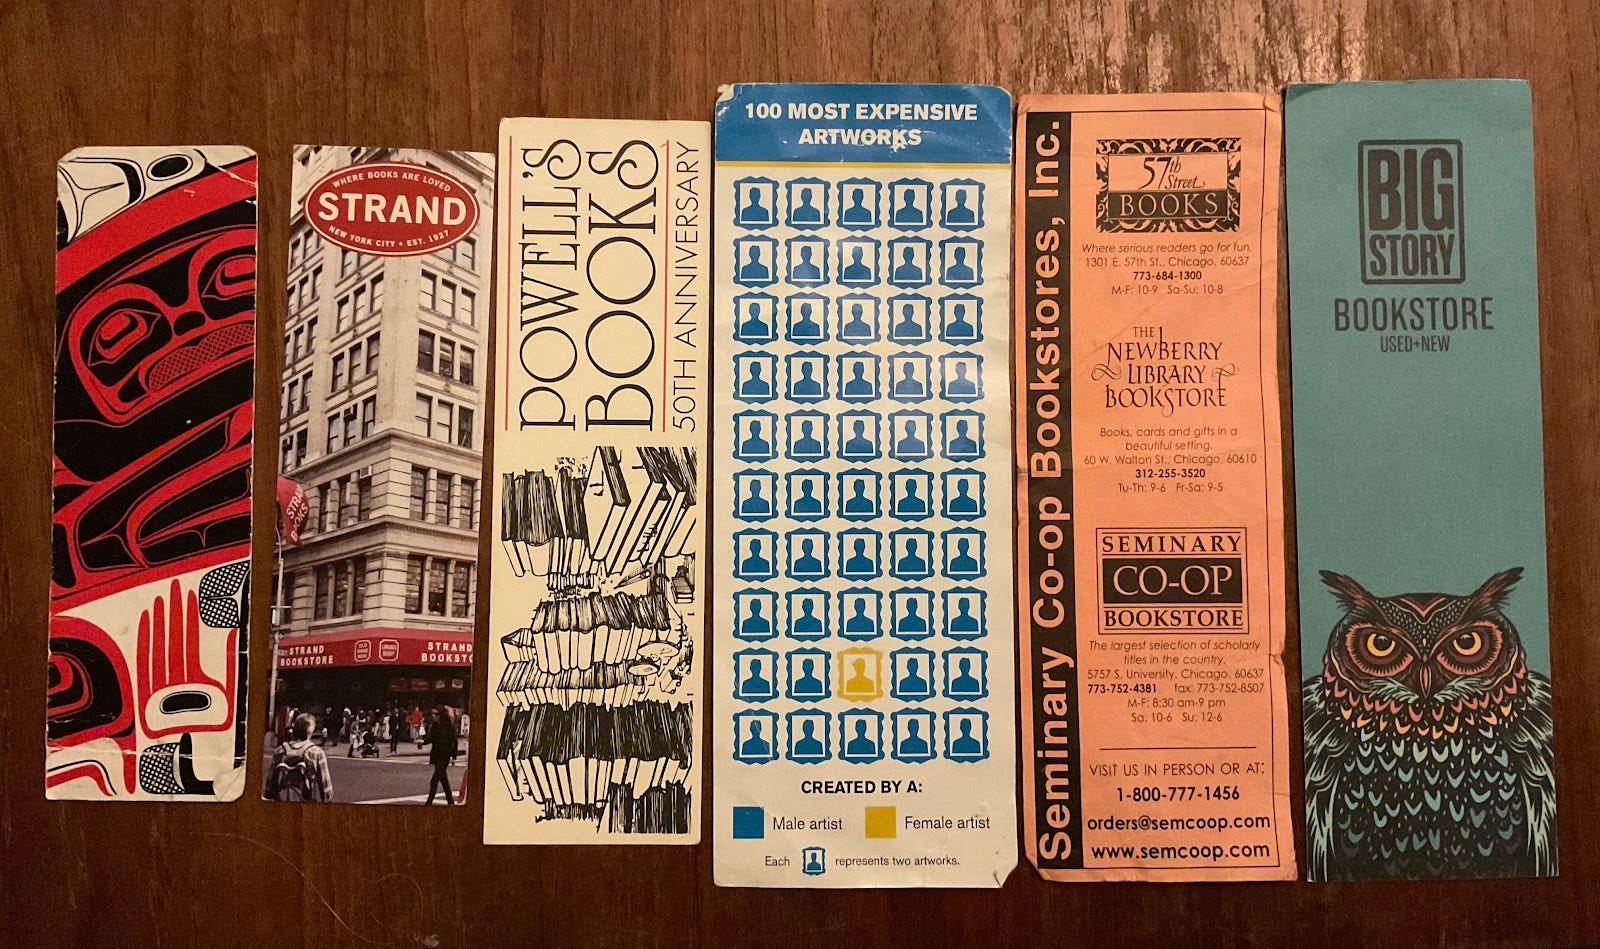 WHERE BOOKS ARE LOVED
STRAND
NEW YORK CITY • EST. 1927
STRAND
BOOKS
STRAND
BOOKSTORE
STRAND
BOOKSTO
POWELL'S
BOOKS
50TH ANNIVERSARY
100 MOST EXPENSIVE
ARTWORKS
CREATED BY A:
Male artist
Female artist
Each
represents two artworks.
Seminary Co-op Bookstores, Inc.
57th
Street
BOOKS
Where serious readers go for fun.
1301 E. 57th St., Chicago, 60637
773-684-1300
M-F: 10-9 Sa-Su: 10-8
THE
NEWBERRY
LIBRARY
BOOKSTORE
Books, cards and gifts in a
beautiful setting.
60 W. Walton St., Chicago, 60610
312-255-3520
Tu-Th: 9-6 Fr-Sa: 9-5
SEMINARY
CO-OP
BOOKSTORE
The largest selection of scholarly
titles in the country.
5757 S. University, Chicago, 60637
773-752-4381 fax: 773-752-8507
M-F: 8:30 am-9 pm
Sa: 10-6 Su: 12-6
VISIT US IN PERSON OR AT:
1-800-777-1456
orders@semcoop.com
www.semcoop.com
BIG
STORY
BOOKSTORE
USED+NEW